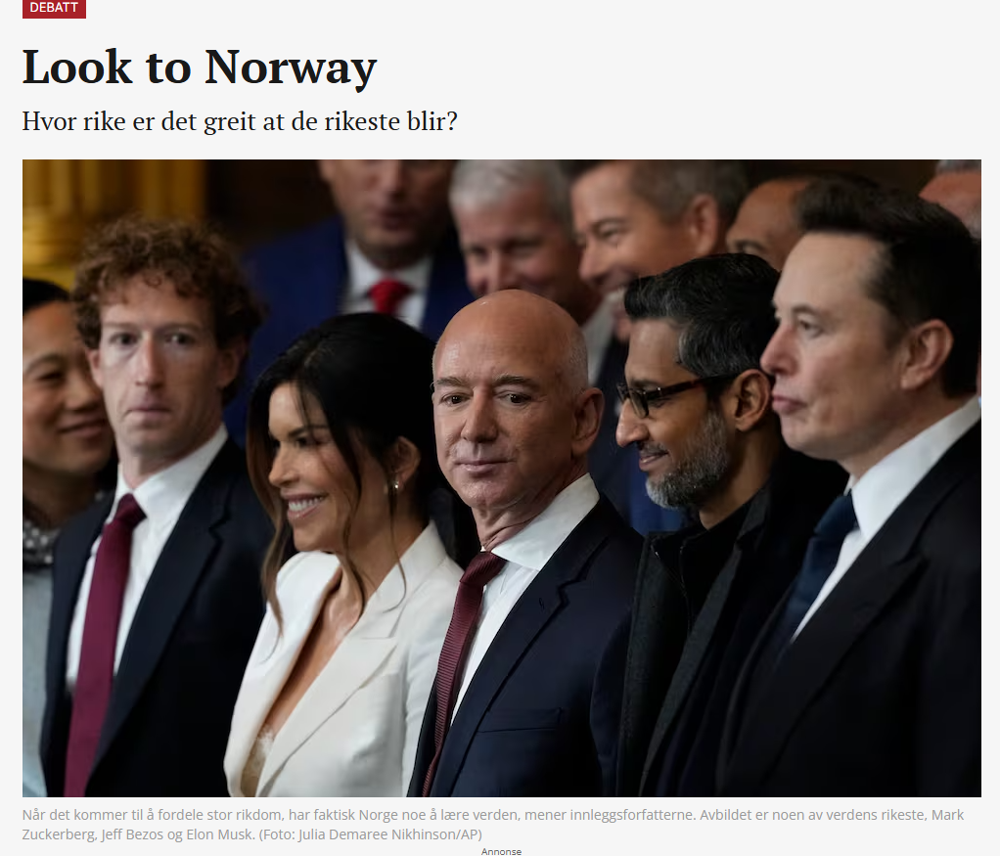 DEBATT
Look to Norway
Hvor rike er det greit at de rikeste blir?
Når det kommer til å fordele stor rikdom, har faktisk Norge noe å lære verden, mener innleggsforfatterne. Avbildet er noen av verdens rikeste, Mark
Zuckerberg, Jeff Bezos og Elon Musk. (Foto: Julia Demaree Nikhinson/AP)
Annonse